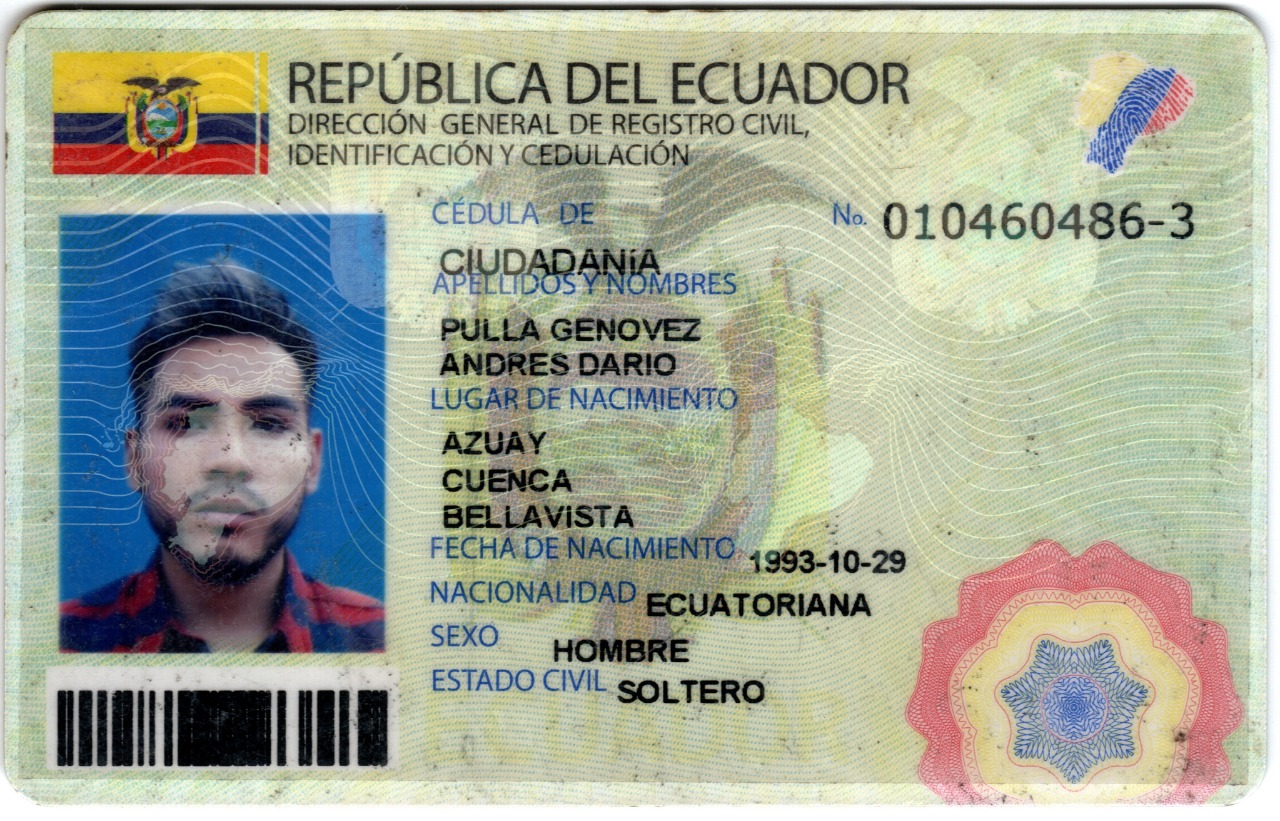 REPÚBLICA DEL ECUADOR
DIRECCIÓN GENERAL DE REGISTRO CIVIL,
IDENTIFICACIÓN Y CEDULACIÓN
CÉDULA DE No. 010460486-3
CIUDADANíA
APELLIDOS Y NOMBRES
PULLA GENOVEZ
ANDRES DARIO
LUGAR DE NACIMIENTO
AZUAY
CUENCA
BELLAVISTA
FECHA DE NACIMIENTO 1993-10-29
NACIONALIDAD ECUATORIANA
SEXO HOMBRE
ESTADO CIVIL SOLTERO
ECUADOR